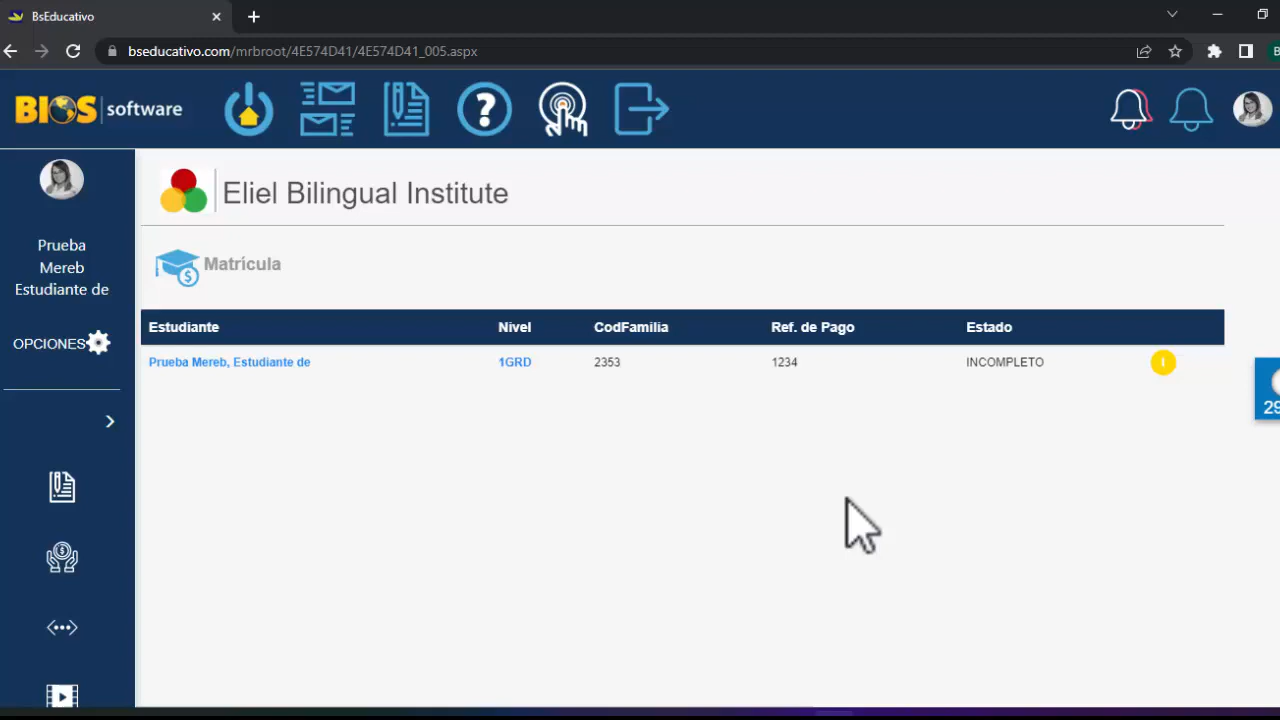 BsEducativo
bseducativo.com/mrbroot/4E574D41/4E574D41_005.aspx
B
BIOS software
?
Eliel Bilingual Institute
Prueba
Mereb
Estudiante de
OPCIONES
$ Matrícula
Estudiante Nivel CodFamilia Ref. de Pago Estado
Prueba Mereb, Estudiante de 1GRD 2353 1234 INCOMPLETO I
29